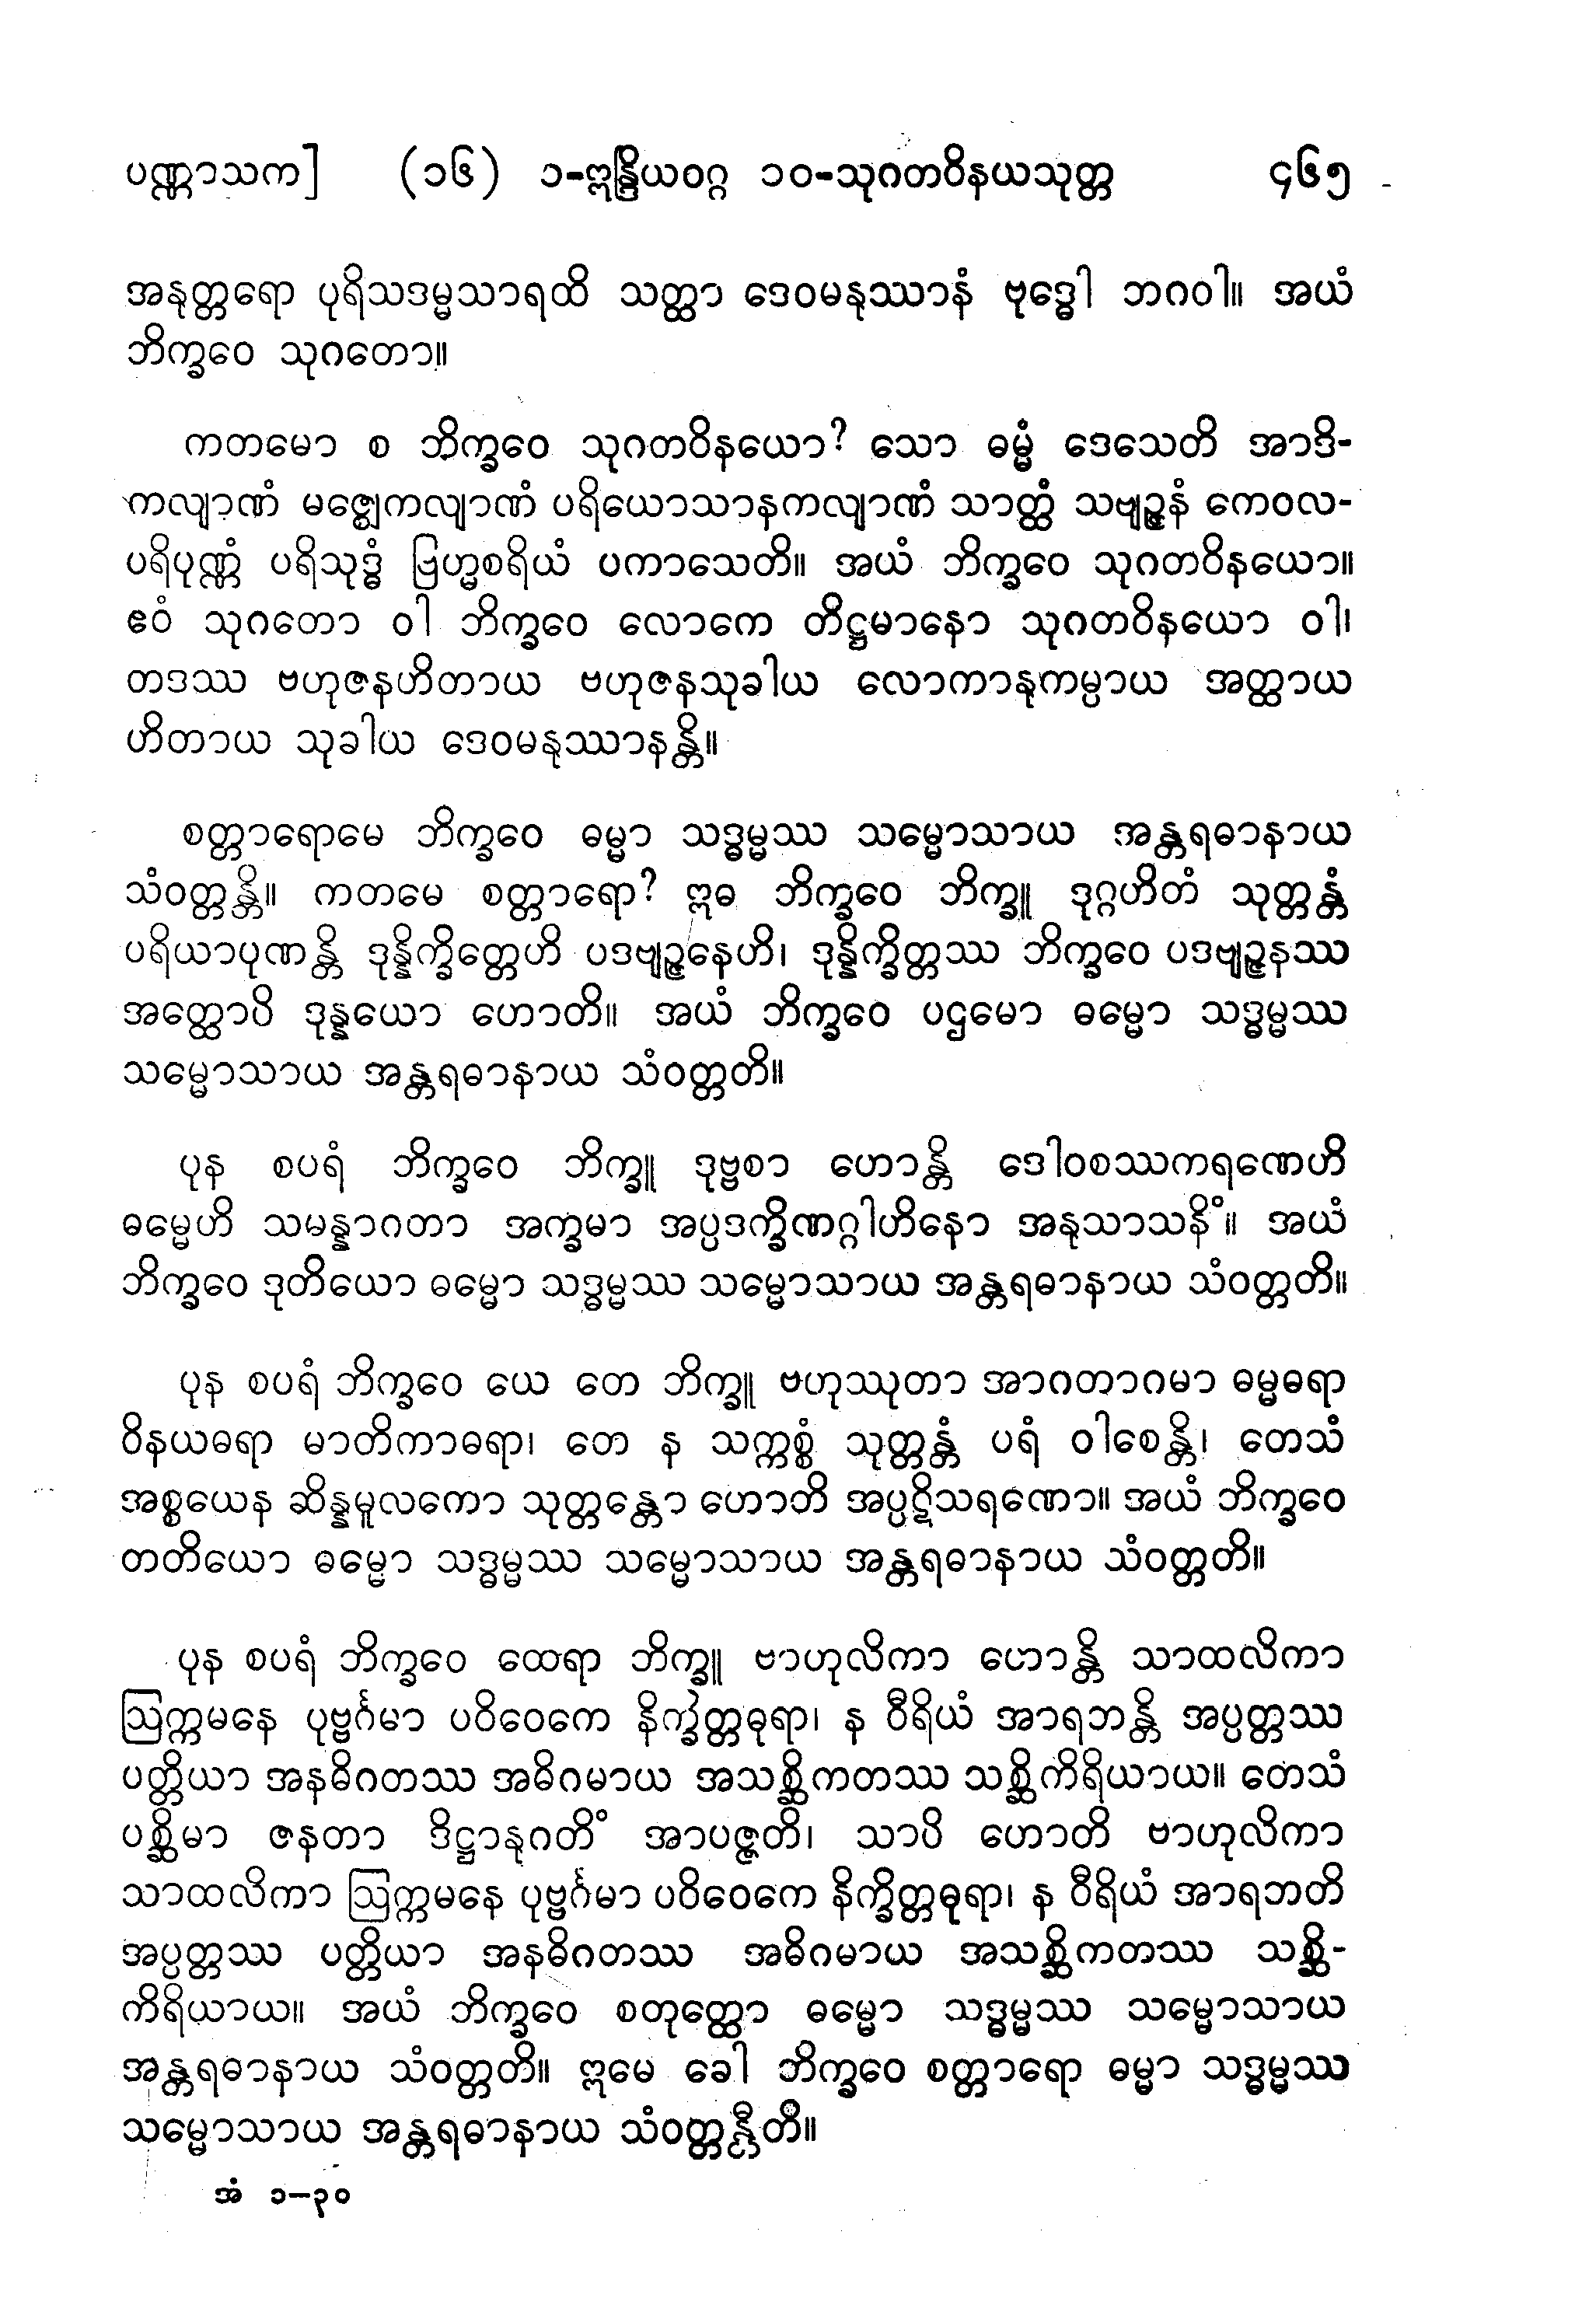 ပဏ္ဏာသက] (၁၆) ၁-ဣန္ဒြိယဝဂ္ဂ ၁၀-သုဂတဝိနယသုတ္တ ၄၆၅
အနုတ္တရော ပုရိသဒမ္မသာရထိ သတ္ထာ ဒေဝမနုဿာနံ ဗုဒ္ဓေါ ဘဂဝါ။ အယံ
ဘိက္ခဝေ သုဂတော။
ကတမော စ ဘိက္ခဝေ သုဂတဝိနယော? သော ဓမ္မံ ဒေသေတိ အာဒိ-
ကလျာဏံ မဇ္ဈေကလျာဏံ ပရိယောသာနကလျာဏံ သာတ္ထံ သဗျဉ္ဇနံ ကေဝလ-
ပရိပုဏ္ဏံ ပရိသုဒ္ဓံ ဗြဟ္မစရိယံ ပကာသေတိ။ အယံ ဘိက္ခဝေ သုဂတဝိနယော။
ဧဝံ သုဂတော ဝါ ဘိက္ခဝေ လောကေ တိဋ္ဌမာနော သုဂတဝိနယော ဝါ၊
တဒဿ ဗဟုဇနဟိတာယ ဗဟုဇနသုခါယ လောကာနုကမ္ပာယ အတ္ထာယ
ဟိတာယ သုခါယ ဒေဝမနုဿာနန္တိ။
စတ္တာရောမေ ဘိက္ခဝေ ဓမ္မာ သဒ္ဓမ္မဿ သမ္မောသာယ အန္တရဓာနာယ
သံဝတ္တန္တိ။ ကတမေ စတ္တာရော? ဣဓ ဘိက္ခဝေ ဘိက္ခူ ဒုဂ္ဂဟိတံ သုတ္တန္တံ
ပရိယာပုဏန္တိ ဒုန္နိက္ခိတ္တေဟိ ပဒဗျဉ္ဇနေဟိ၊ ဒုန္နိက္ခိတ္တဿ ဘိက္ခဝေ ပဒဗျဉ္ဇနဿ
အတ္ထောပိ ဒုန္နယော ဟောတိ။ အယံ ဘိက္ခဝေ ပဌမော ဓမ္မော သဒ္ဓမ္မဿ
သမ္မောသာယ အန္တရဓာနာယ သံဝတ္တတိ။
ပုန စပရံ ဘိက္ခဝေ ဘိက္ခူ ဒုဗ္ဗစာ ဟောန္တိ ဒေါဝစဿကရဏေဟိ
ဓမ္မေဟိ သမန္နာဂတာ အက္ခမာ အပ္ပဒက္ခိဏဂ္ဂါဟိနော အနုသာသနိံ။ အယံ
ဘိက္ခဝေ ဒုတိယော ဓမ္မော သဒ္ဓမ္မဿ သမ္မောသာယ အန္တရဓာနာယ သံဝတ္တတိ။
ပုန စပရံ ဘိက္ခဝေ ယေ တေ ဘိက္ခူ ဗဟုဿုတာ အာဂတာဂမာ ဓမ္မဓရာ
ဝိနယဓရာ မာတိကာဓရာ၊ တေ န သက္ကစ္စံ သုတ္တန္တံ ပရံ ဝါစေန္တိ၊ တေသံ
အစ္စယေန ဆိန္နမူလကော သုတ္တန္တော ဟောတိ အပ္ပဋိသရဏော။ အယံ ဘိက္ခဝေ
တတိယော ဓမ္မော သဒ္ဓမ္မဿ သမ္မောသာယ အန္တရဓာနာယ သံဝတ္တတိ။
ပုန စပရံ ဘိက္ခဝေ ထေရာ ဘိက္ခူ ဗာဟုလိကာ ဟောန္တိ သာထလိကာ
ဩက္ကမနေ ပုဗ္ဗင်္ဂမာ ပဝိဝေကေ နိက္ခိတ္တဓုရာ၊ န ဝီရိယံ အာရဘန္တိ အပ္ပတ္တဿ
ပတ္တိယာ အနဓိဂတဿ အဓိဂမာယ အသစ္ဆိကတဿ သစ္ဆိကိရိယာယ။ တေသံ
ပစ္ဆိမာ ဇနတာ ဒိဋ္ဌာနုဂတိံ အာပဇ္ဇတိ၊ သာပိ ဟောတိ ဗာဟုလိကာ
သာထလိကာ ဩက္ကမနေ ပုဗ္ဗင်္ဂမာ ပဝိဝေကေ နိက္ခိတ္တဓုရာ၊ န ဝီရိယံ အာရဘတိ
အပ္ပတ္တဿ ပတ္တိယာ အနဓိဂတဿ အဓိဂမာယ အသစ္ဆိကတဿ သစ္ဆိ-
ကိရိယာယ။ အယံ ဘိက္ခဝေ စတုတ္ထော ဓမ္မော သဒ္ဓမ္မဿ သမ္မောသာယ
အန္တရဓာနာယ သံဝတ္တတိ။ ဣမေ ခေါ ဘိက္ခဝေ စတ္တာရော ဓမ္မာ သဒ္ဓမ္မဿ
သမ္မောသာယ အန္တရဓာနာယ သံဝတ္တန္တီတိ။
အံ ၁−၃၀